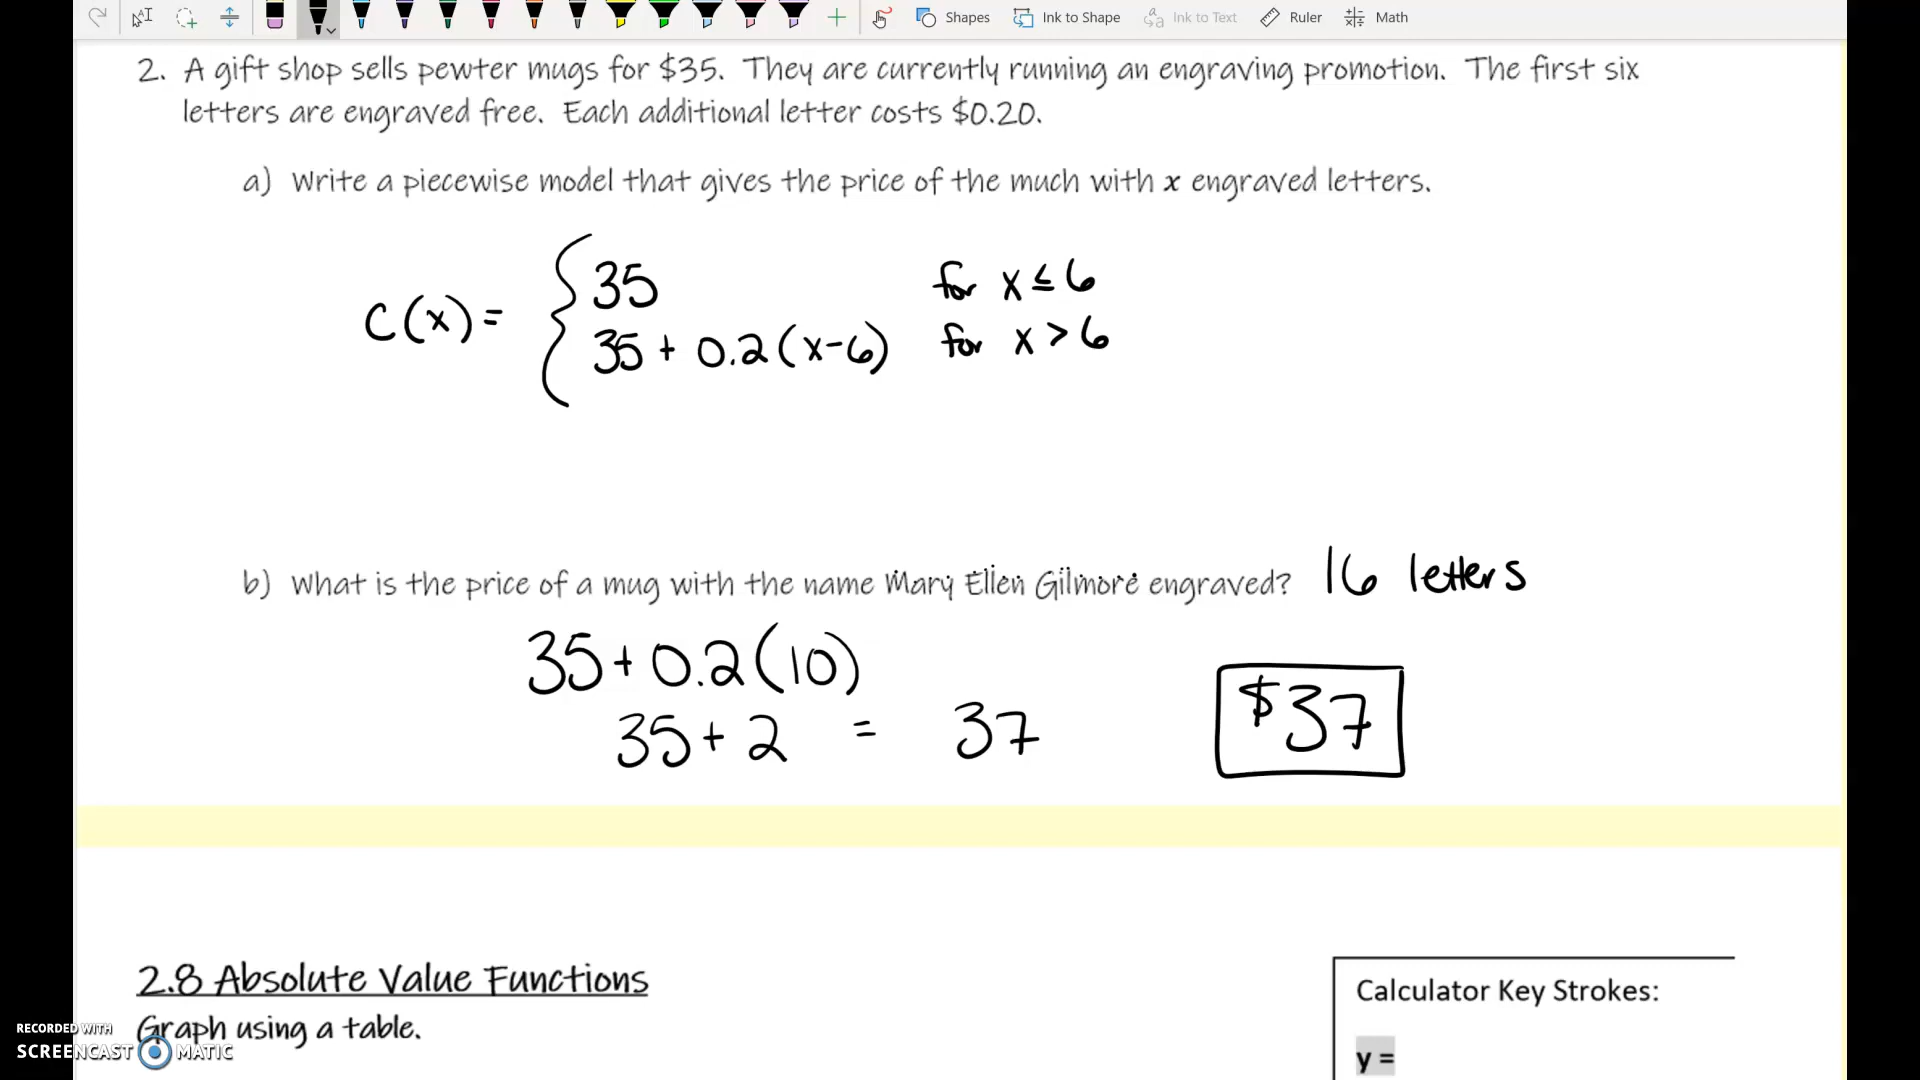 Shapes Ink to Shape Ink to Text Ruler Math
2. A gift shop sells pewter mugs for $35. They are currently running an engraving promotion. The first six
letters are engraved free. Each additional letter costs $0.20.
a) Write a piecewise model that gives the price of the much with x engraved letters.
C(x) = { 35 for x ≤ 6
35 + 0.2(x-6) for x > 6
b) What is the price of a mug with the name Mary Ellen Gilmore engraved? 16 letters
35 + 0.2(10)
35 + 2 = 37
$37
2.8 Absolute Value Functions
Graph using a table.
Calculator Key Strokes:
y =
RECORDED WITH
SCREENCAST MATIC